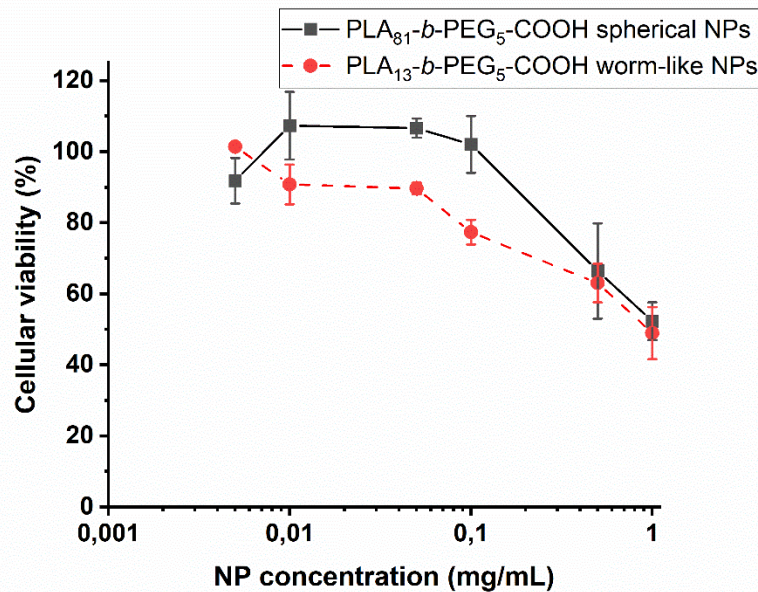 PLA₈₁-b-PEG₅-COOH spherical NPs
PLA₁₃-b-PEG₅-COOH worm-like NPs
120
100
80
60
40
20
0
Cellular viability (%)
0,001
0,01
0,1
1
NP concentration (mg/mL)